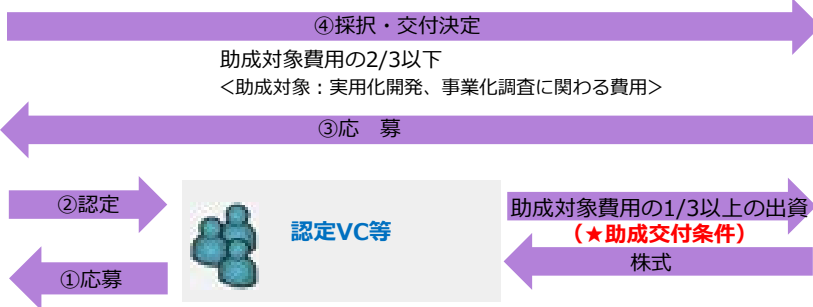 ④採択・交付決定
助成対象費用の2/3以下
<助成対象：実用化開発、事業化調査に関わる費用>
③応　募
②認定
認定VC等
助成対象費用の1/3以上の出資
（★助成交付条件）
株式
①応募